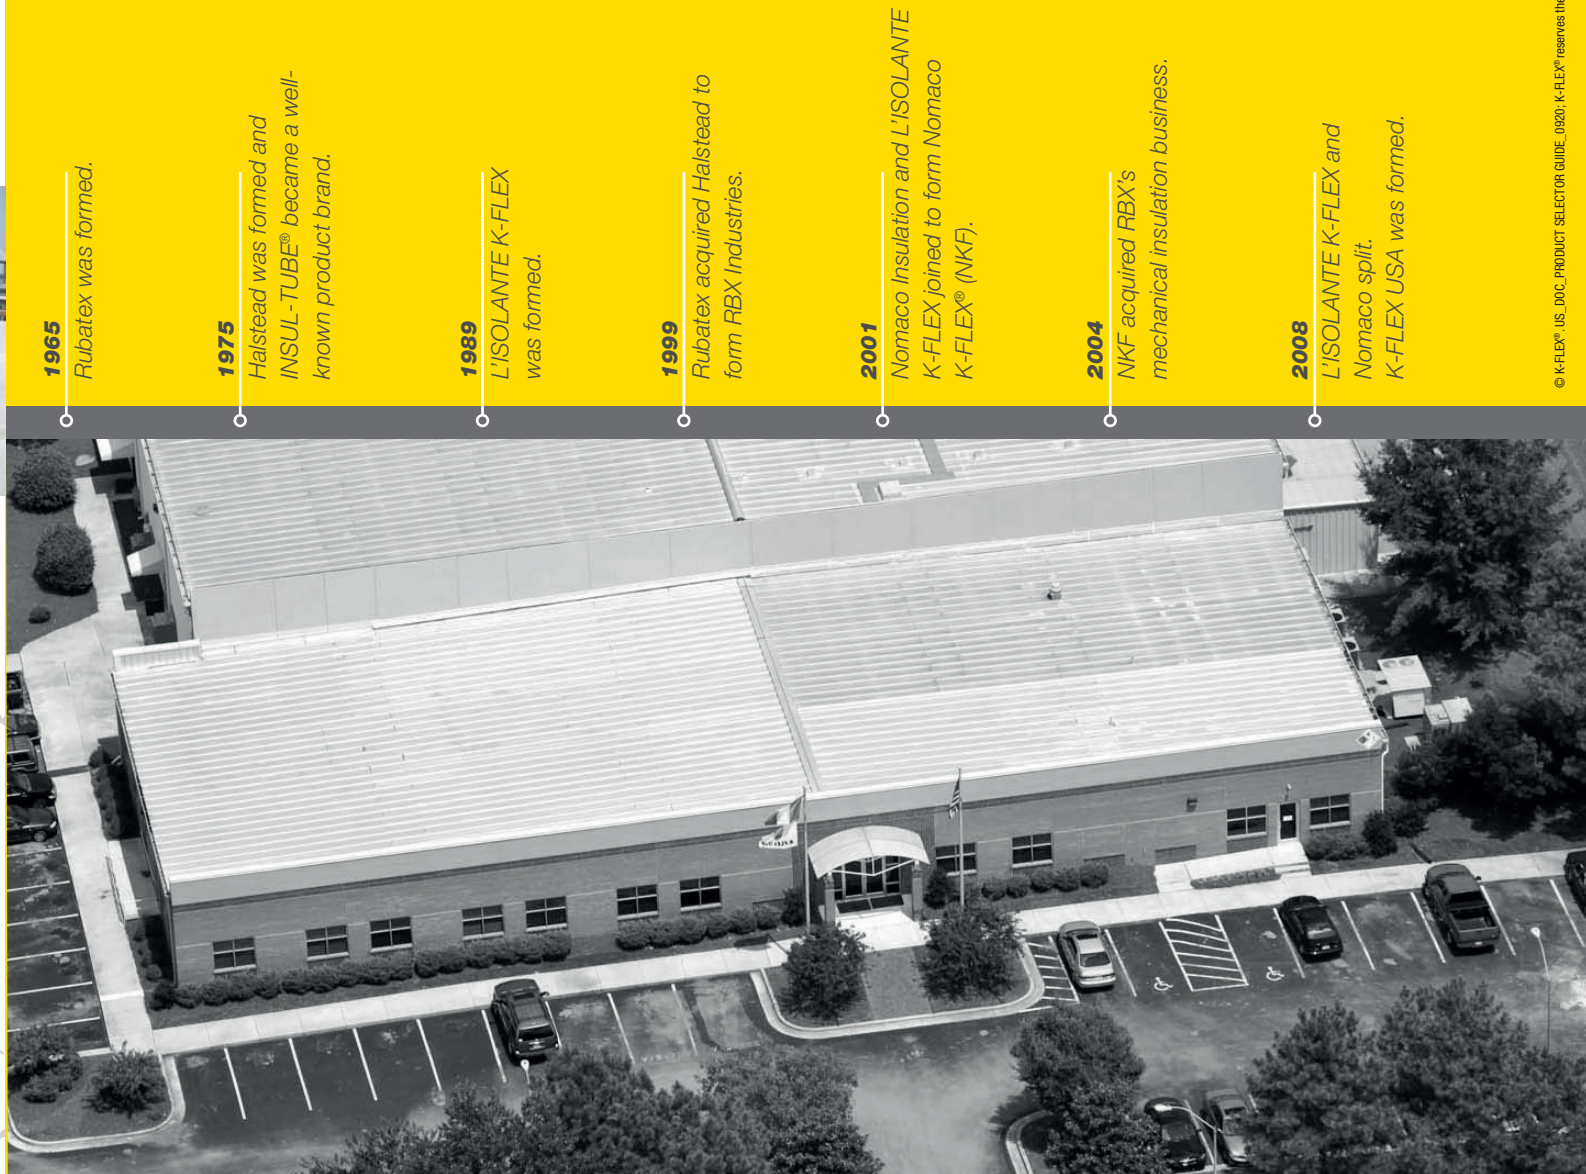 1965
Rubatex was formed.
1975
Halstead was formed and
INSUL-TUBE® became a well-
known product brand.
1989
L'ISOLANTE K-FLEX
was formed.
1999
Rubatex acquired Halstead to
form RBX Industries.
2001
Nomaco Insulation and L'ISOLANTE
K-FLEX joined to form Nomaco
K-FLEX® (NKF).
2004
NKF acquired RBX's
mechanical insulation business.
2008
L'ISOLANTE K-FLEX and
Nomaco split.
K-FLEX USA was formed.
© K-FLEX®. US_DOC_PRODUCT SELECTOR GUIDE_0920; K-FLEX® reserves the